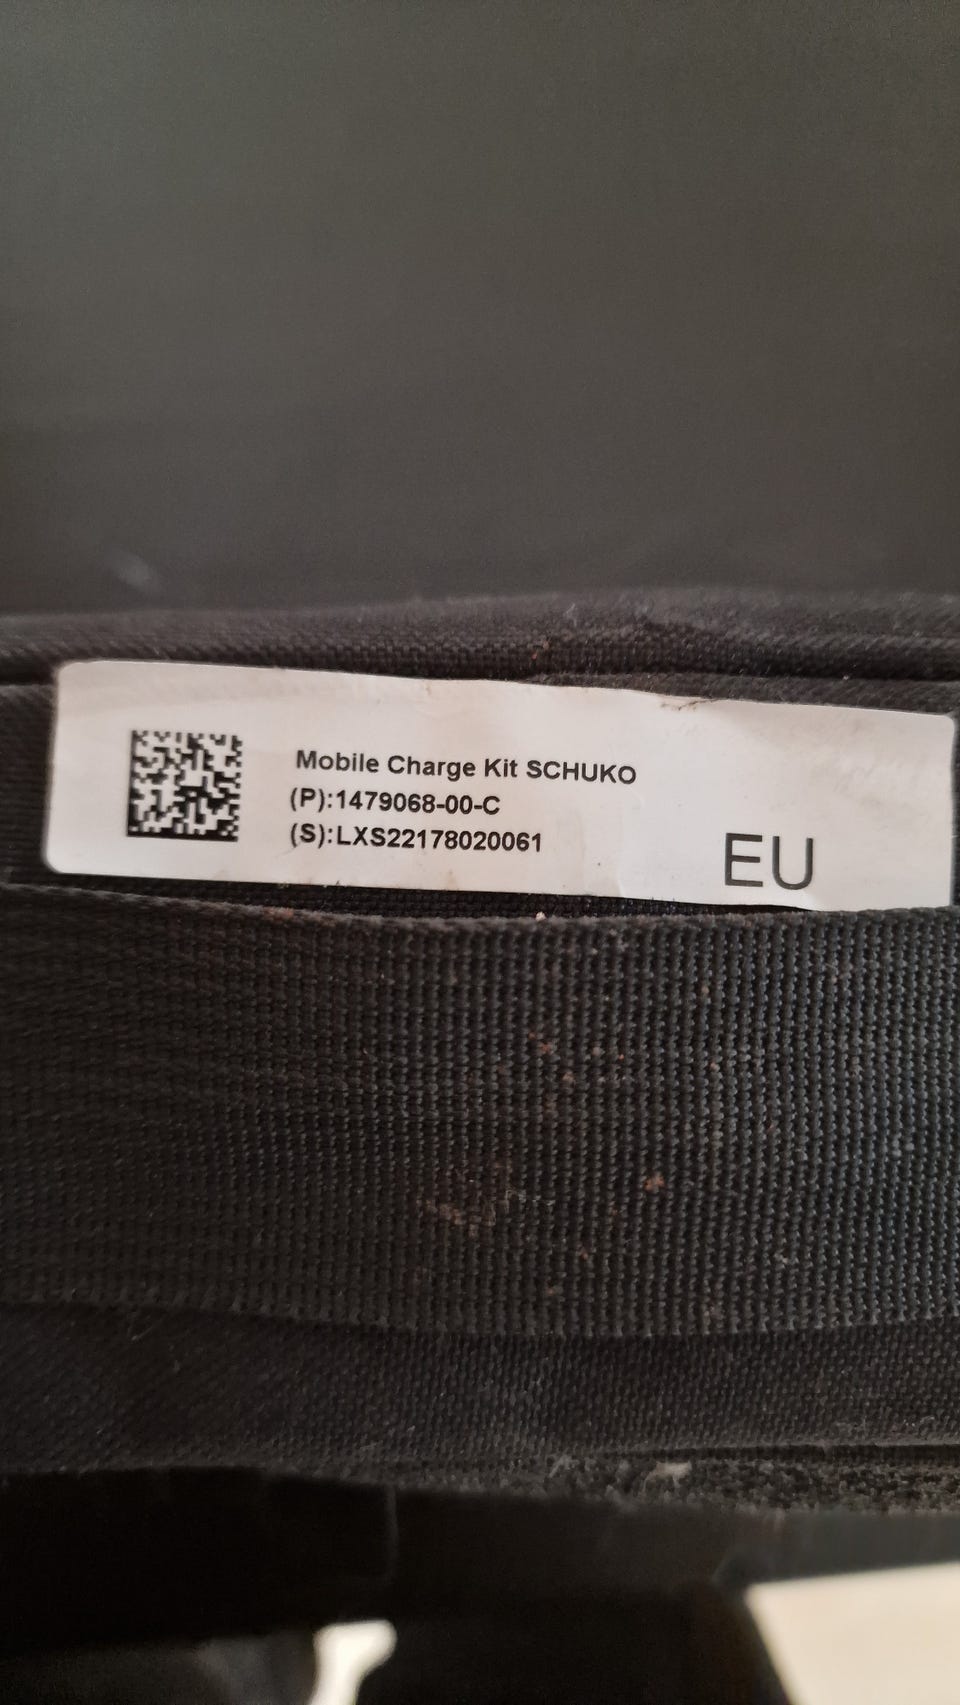 Mobile Charge Kit SCHUKO
(P):1479068-00-C
(S):LXS22178020061
EU